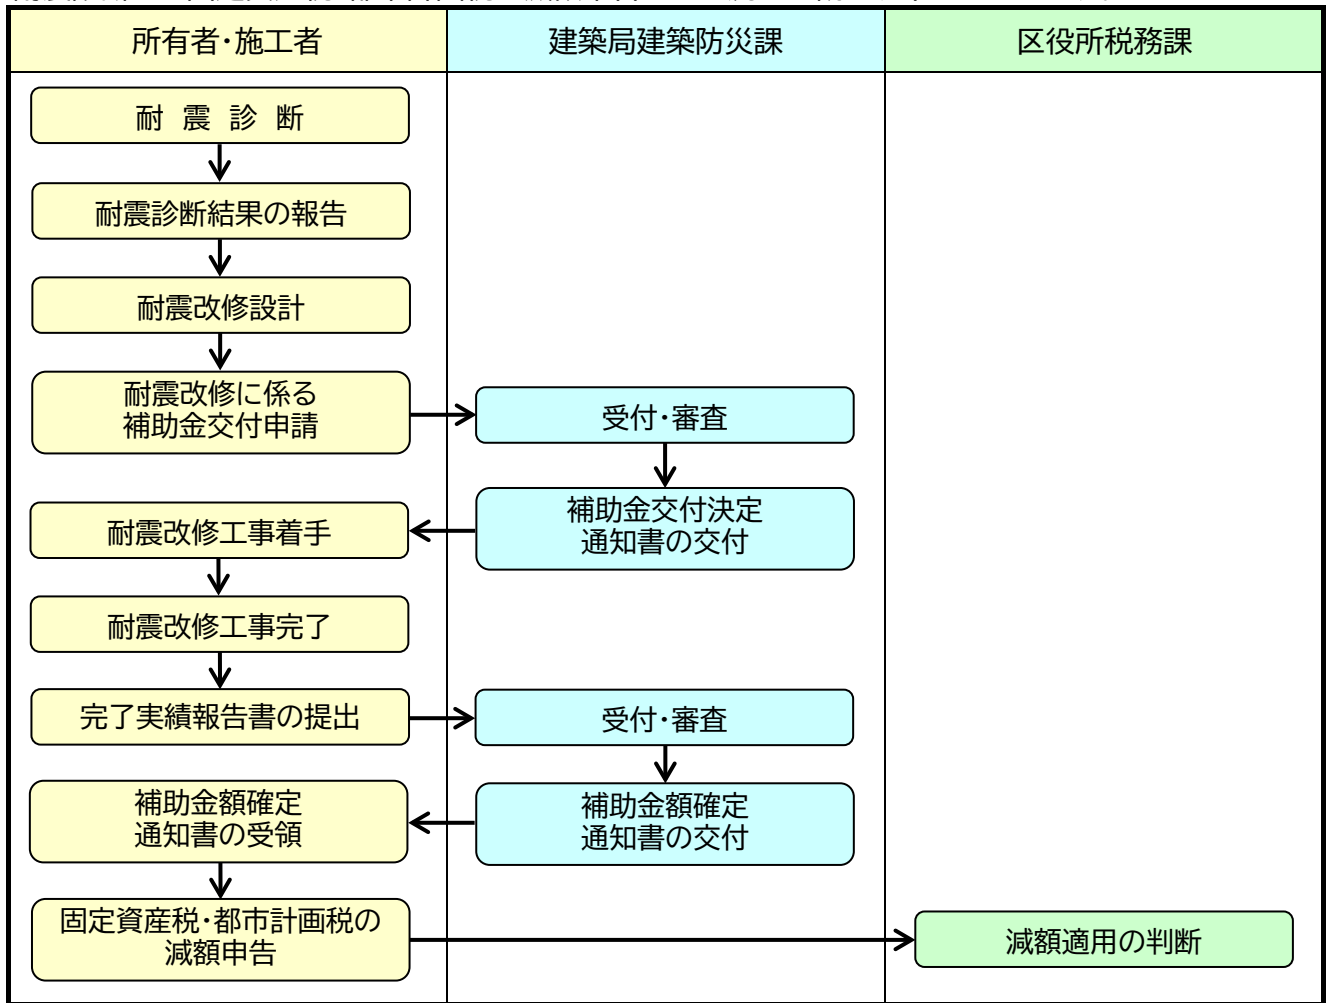 所有者・施工者
建築局建築防災課
区役所税務課
耐 震 診 断
耐震診断結果の報告
耐震改修設計
耐震改修に係る
補助金交付申請
受付・審査
補助金交付決定
通知書の交付
耐震改修工事着手
耐震改修工事完了
完了実績報告書の提出
受付・審査
補助金額確定
通知書の交付
補助金額確定
通知書の受領
固定資産税・都市計画税の
減額申告
減額適用の判断